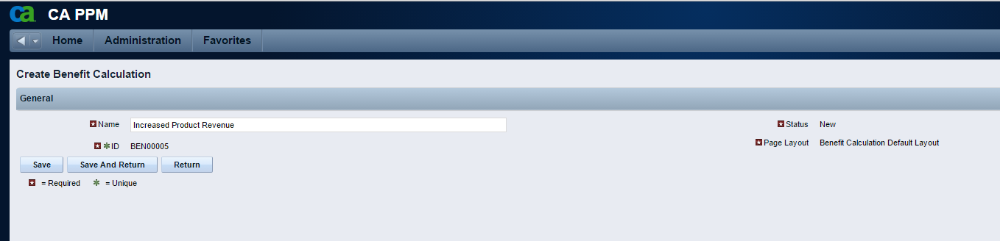 ca CA PPM
Home Administration Favorites
Create Benefit Calculation
General
Name Increased Product Revenue Status New
ID BEN00005 Page Layout Benefit Calculation Default Layout
Save Save And Return Return
= Required = Unique